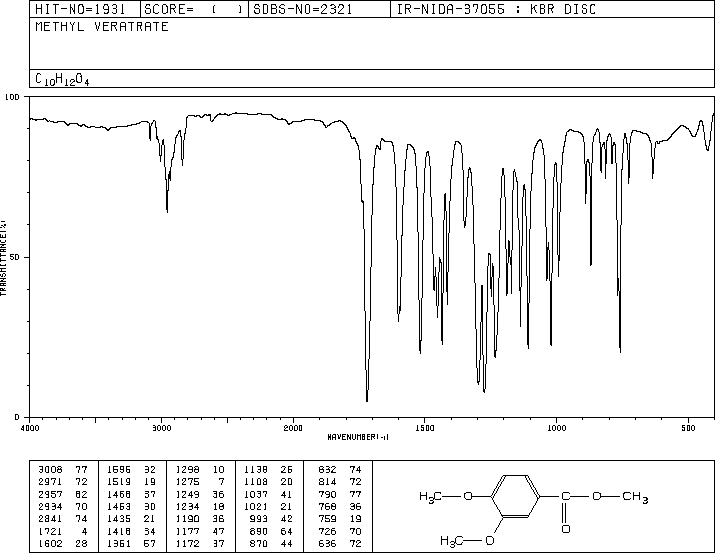 HIT-NO=1931 SCORE= ( ) SDBS-NO=2321 IR-NIDA-37055 : KBR DISC
METHYL VERATRATE
C10H12O4
100
50
0
TRANSMITTANCE(%)
4000 3000 2000 1500 1000 500
WAVENUMBER(-1)
3008 77 1596 32 1298 10 1138 26 832 74
2971 72 1519 19 1275 7 1108 20 814 72
2957 62 1468 37 1249 36 1037 41 790 77
2934 70 1453 30 1234 18 1021 21 768 36
2841 74 1435 21 1190 36 993 42 759 19
1721 4 1418 34 1177 47 890 64 726 70
1602 28 1351 57 1172 37 870 44 636 72
H3C O C O CH3
O
H3C O